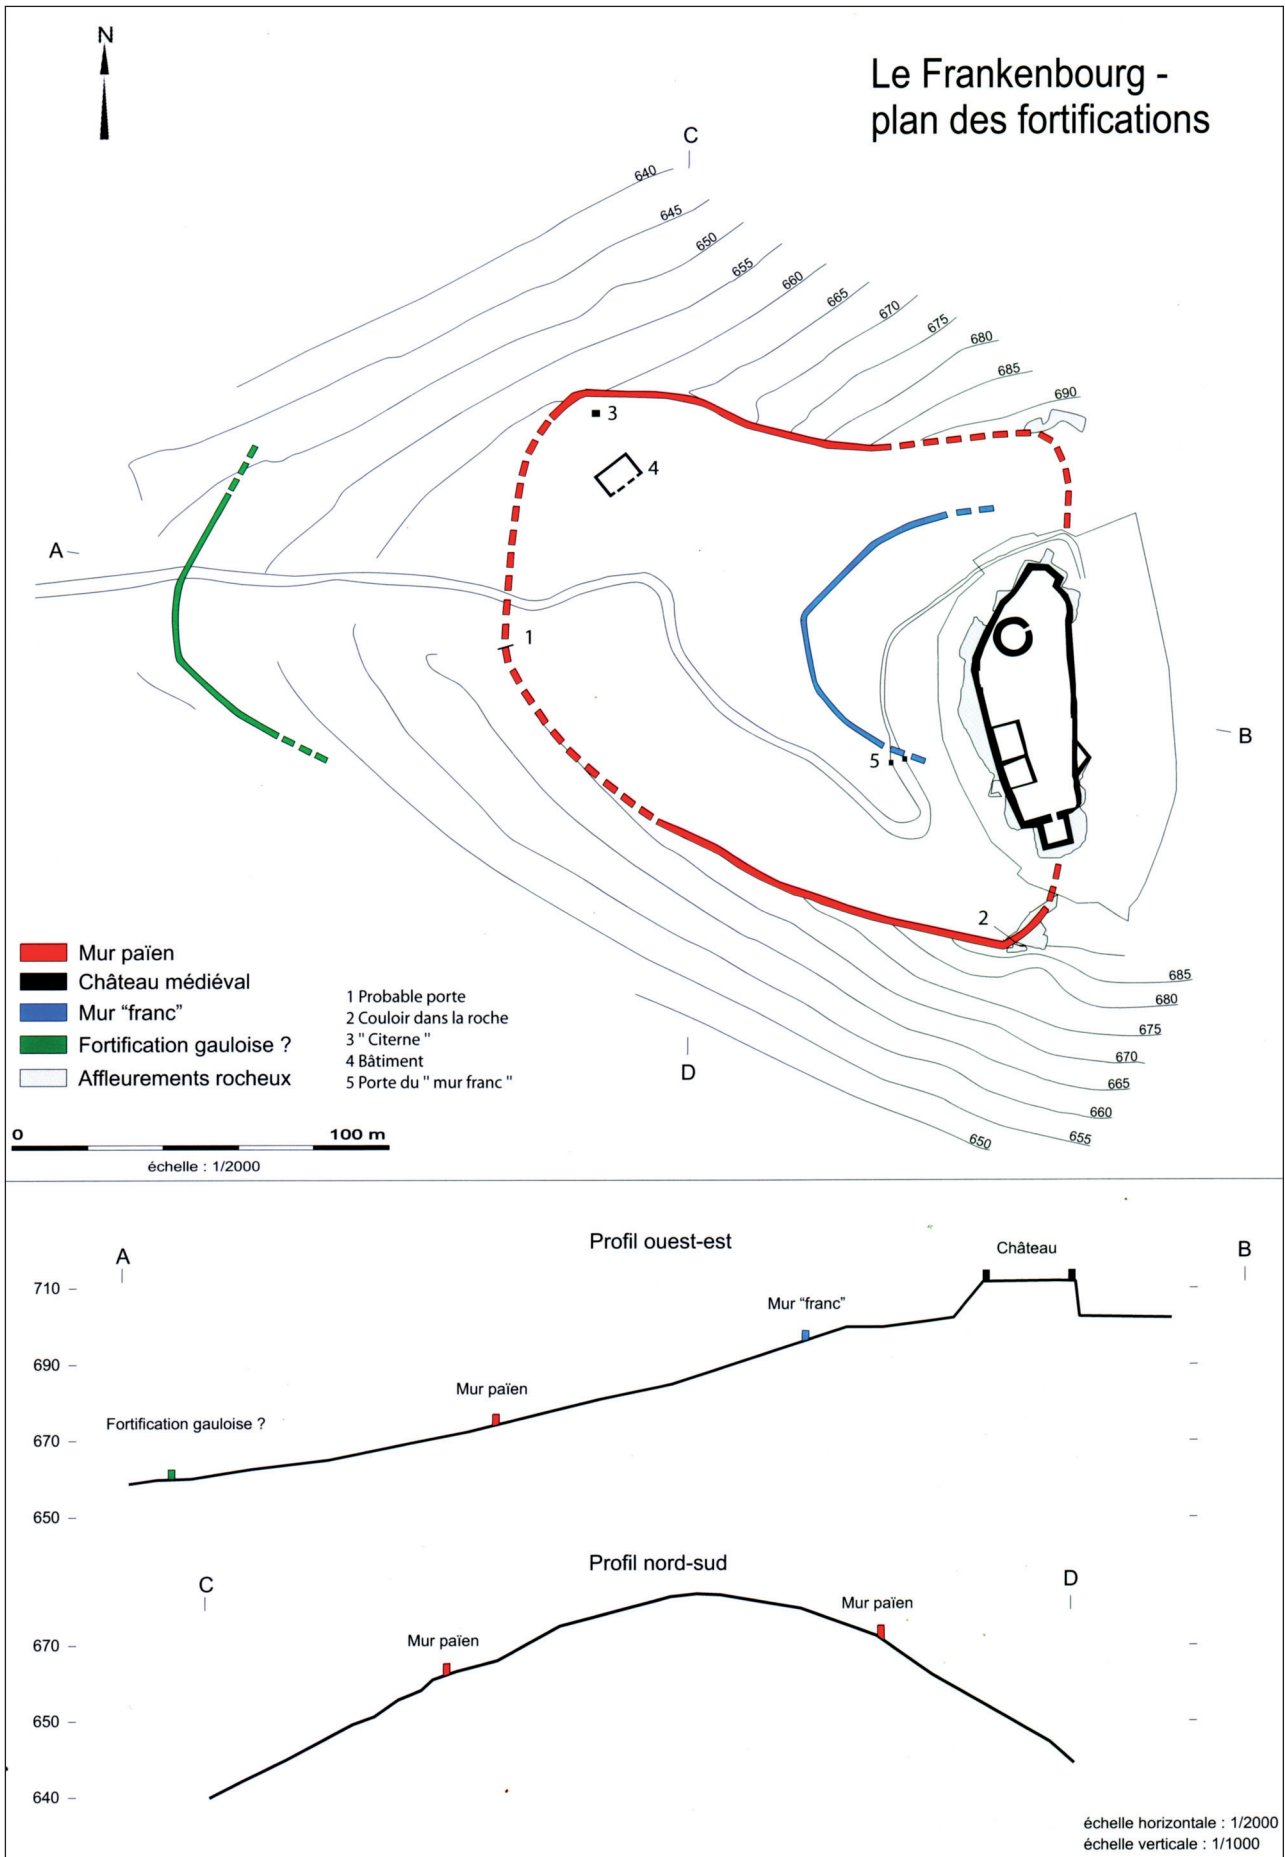 N
Le Frankenbourg -
plan des fortifications
C
640
645
650
655
660
665
670
675
680
685
690
3
4
A
1
5
B
2
Mur païen
Château médiéval
Mur "franc"
Fortification gauloise ?
Affleurements rocheux
1 Probable porte
2 Couloir dans la roche
3 " Citerne "
4 Bâtiment
5 Porte du " mur franc "
685
680
675
670
665
660
655
650
D
0 100 m
échelle : 1/2000
Profil ouest-est
A
B
Château
710
Mur "franc"
690
Mur païen
Fortification gauloise ?
670
650
Profil nord-sud
C
D
Mur païen
Mur païen
670
650
640
échelle horizontale : 1/2000
échelle verticale : 1/1000